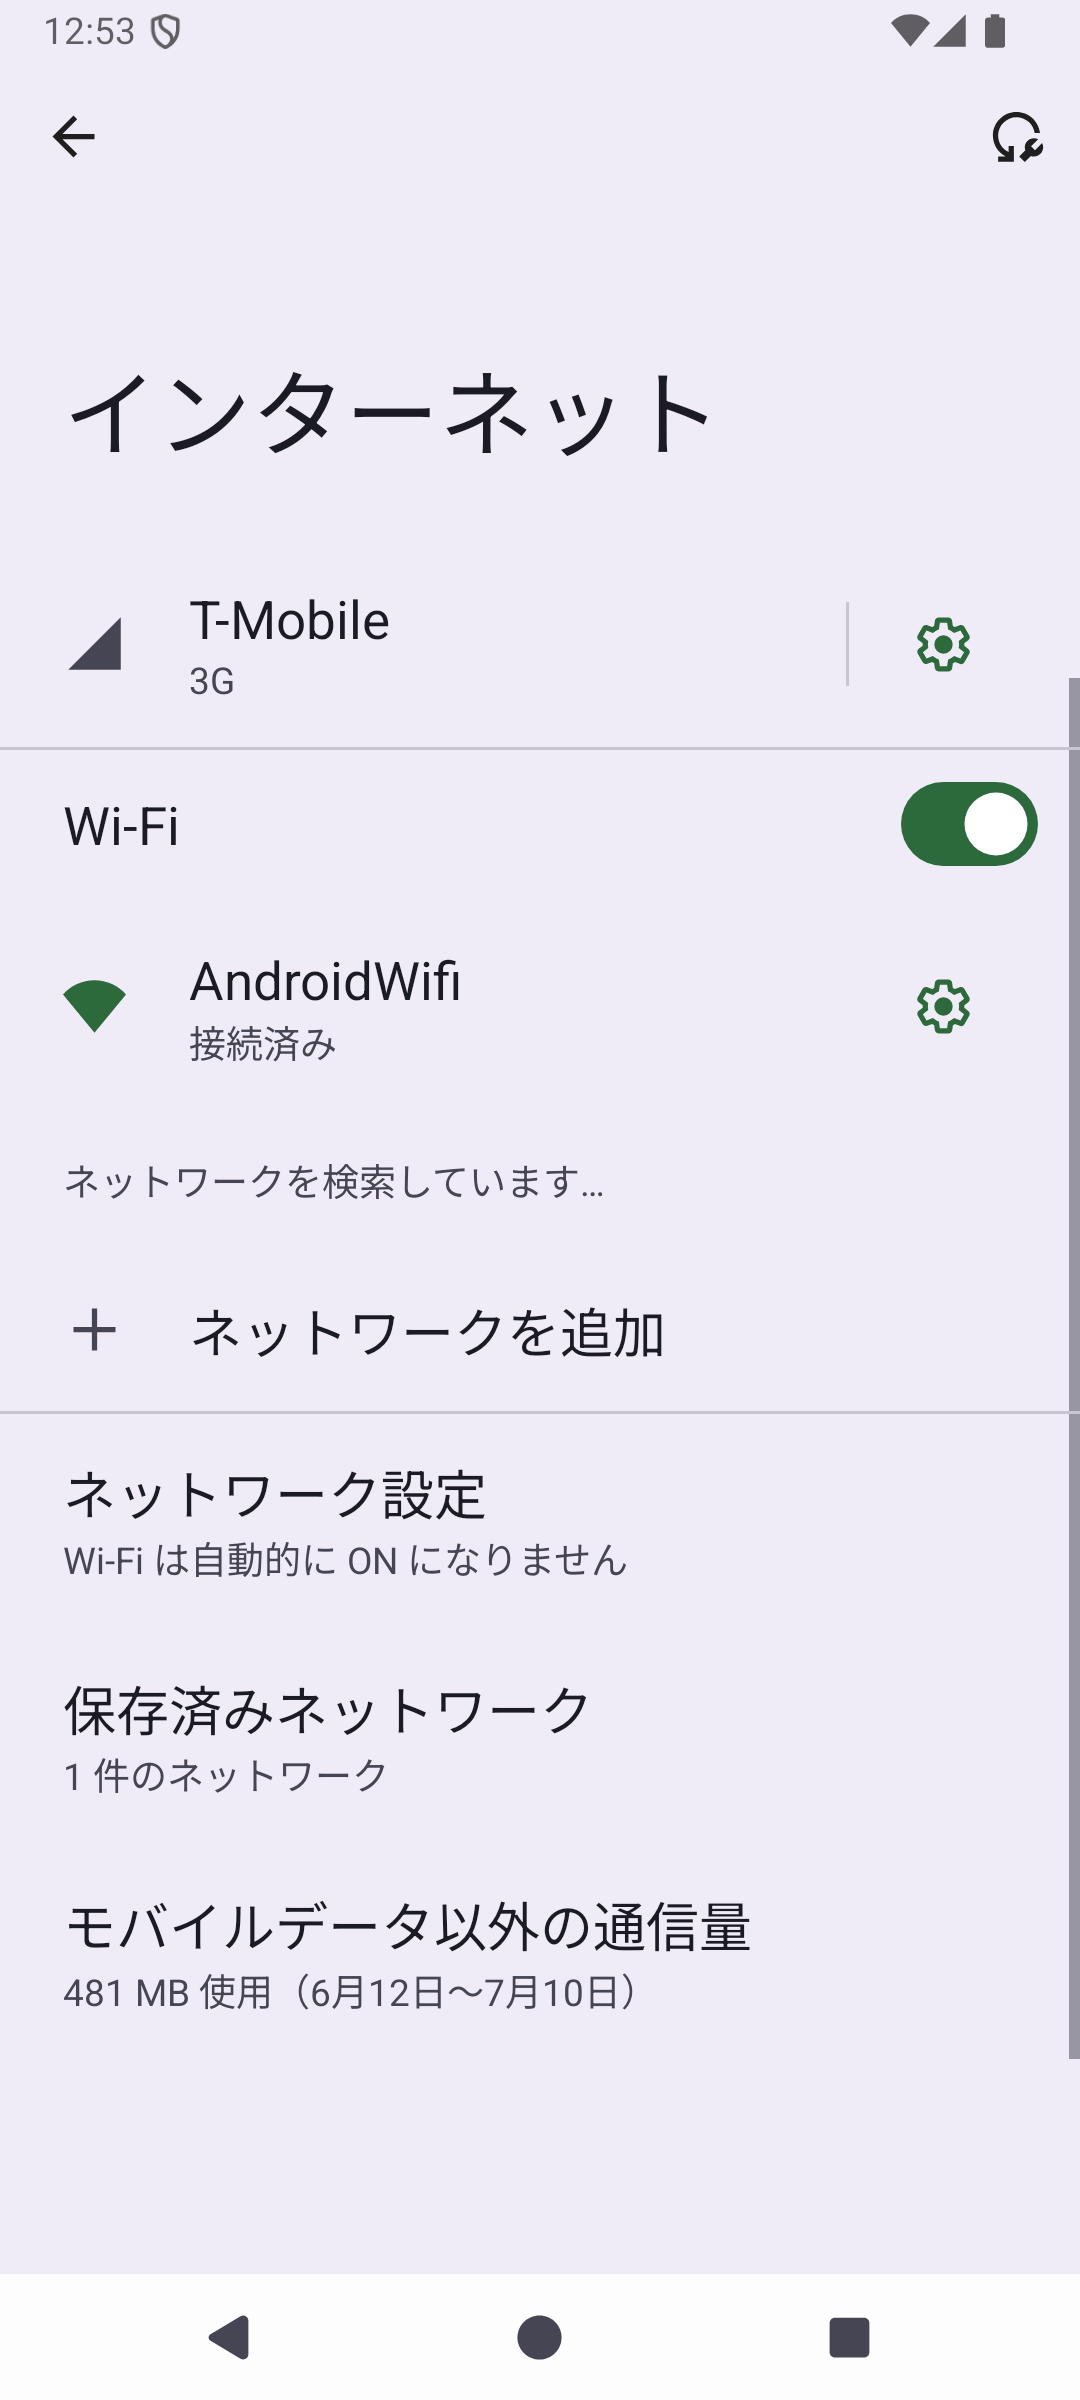 12:53
インターネット
T-Mobile
3G
Wi-Fi
AndroidWifi
接続済み
ネットワークを検索しています…
ネットワークを追加
ネットワーク設定
Wi-Fi は自動的に ON になりません
保存済みネットワーク
1 件のネットワーク
モバイルデータ以外の通信量
481 MB 使用（6月12日～7月10日）